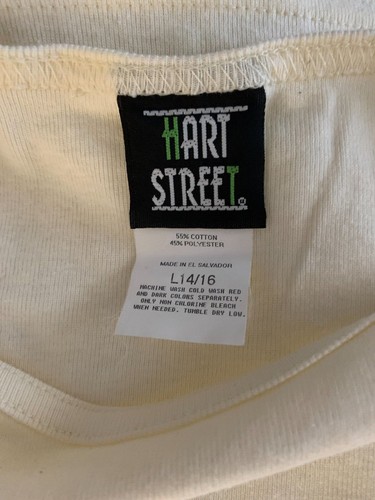 HART
STREET®
55% COTTON
45% POLYESTER
MADE IN EL SALVADOR
L14/16
MACHINE WASH COLD WASH RED
AND DARK COLORS SEPARATELY.
ONLY NON CHLORINE BLEACH
WHEN NEEDED. TUMBLE DRY LOW.